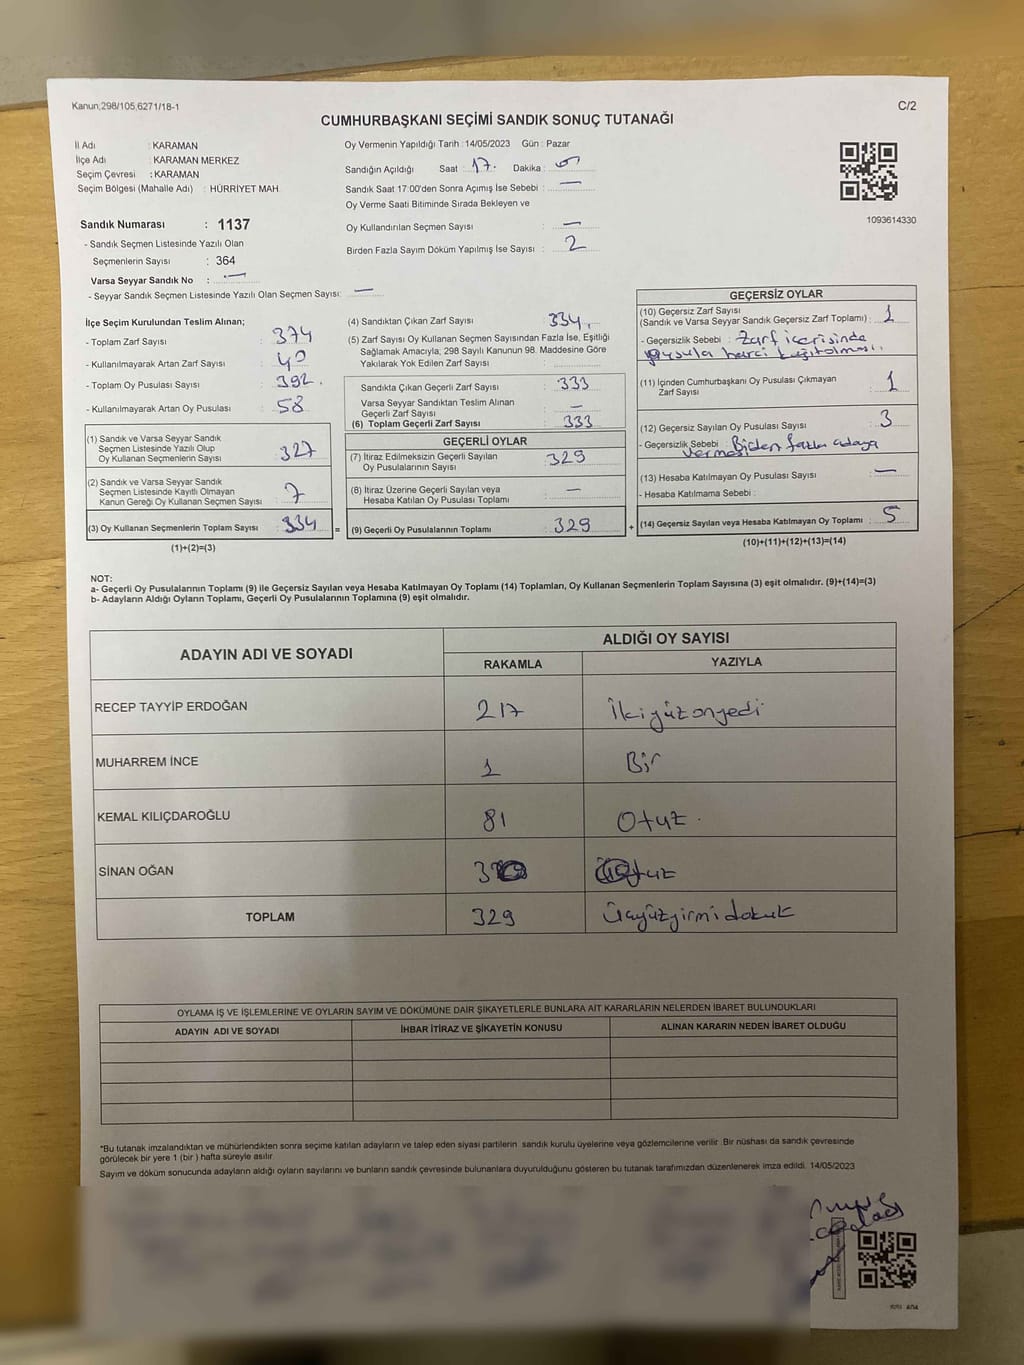 Kanun;298/105,6271/18-1
C/2
CUMHURBAŞKANI SEÇİMİ SANDIK SONUÇ TUTANAĞI
İl Adı : KARAMAN
İlçe Adı : KARAMAN MERKEZ
Seçim Çevresi : KARAMAN
Seçim Bölgesi (Mahalle Adı) : HÜRRİYET MAH.
Sandık Numarası : 1137
- Sandık Seçmen Listesinde Yazılı Olan
Seçmenlerin Sayısı : 364
Varsa Seyyar Sandık No : —
- Seyyar Sandık Seçmen Listesinde Yazılı Olan Seçmen Sayısı: —
Oy Vermenin Yapıldığı Tarih : 14/05/2023 Gün : Pazar
Sandığın Açıldığı Saat : 17. Dakika :
Sandık Saat 17:00'den Sonra Açımış İse Sebebi : —
Oy Verme Saati Bitiminde Sırada Bekleyen ve
Oy Kullandırılan Seçmen Sayısı : —
Birden Fazla Sayım Döküm Yapılmış İse Sayısı : 2
1093614330
İlçe Seçim Kurulundan Teslim Alınan;
- Toplam Zarf Sayısı : 374
- Kullanılmayarak Artan Zarf Sayısı : 40
- Toplam Oy Pusulası Sayısı : 392.
- Kullanılmayarak Artan Oy Pusulası : 58
(1) Sandık ve Varsa Seyyar Sandık
Seçmen Listesinde Yazılı Olup
Oy Kullanan Seçmenlerin Sayısı : 327
(2) Sandık ve Varsa Seyyar Sandık
Seçmen Listesinde Kayıtlı Olmayan
Kanun Gereği Oy Kullanan Seçmen Sayısı : 7
(3) Oy Kullanan Seçmenlerin Toplam Sayısı : 334 =
(1)+(2)=(3)
(4) Sandıktan Çıkan Zarf Sayısı : 334.
(5) Zarf Sayısı Oy Kullanan Seçmen Sayısından Fazla İse, Eşitliği
Sağlamak Amacıyla, 298 Sayılı Kanunun 98. Maddesine Göre
Yakılarak Yok Edilen Zarf Sayısı :
Sandıkta Çıkan Geçerli Zarf Sayısı : 333
Varsa Seyyar Sandıktan Teslim Alınan
Geçerli Zarf Sayısı : —
(6) Toplam Geçerli Zarf Sayısı : 333
GEÇERLİ OYLAR
(7) İtiraz Edilmeksizin Geçerli Sayılan
Oy Pusulalarının Sayısı : 329
(8) İtiraz Üzerine Geçerli Sayılan veya
Hesaba Katılan Oy Pusulası Toplamı : —
(9) Geçerli Oy Pusulalarının Toplamı : 329 +
GEÇERSİZ OYLAR
(10) Geçersiz Zarf Sayısı
(Sandık ve Varsa Seyyar Sandık Geçersiz Zarf Toplamı) : 1
- Geçersizlik Sebebi : Zarf içerisinde
pusula harici kağıt olması.
(11) İçinden Cumhurbaşkanı Oy Pusulası Çıkmayan
Zarf Sayısı : 1
(12) Geçersiz Sayılan Oy Pusulası Sayısı : 3
- Geçersizlik Sebebi : Birden fazla adaya
vermesi
(13) Hesaba Katılmayan Oy Pusulası Sayısı : —
- Hesaba Katılmama Sebebi :
(14) Geçersiz Sayılan veya Hesaba Katılmayan Oy Toplamı : 5
(10)+(11)+(12)+(13)=(14)
NOT:
a- Geçerli Oy Pusulalarının Toplamı (9) ile Geçersiz Sayılan veya Hesaba Katılmayan Oy Toplamı (14) Toplamları, Oy Kullanan Seçmenlerin Toplam Sayısına (3) eşit olmalıdır. (9)+(14)=(3)
b- Adayların Aldığı Oyların Toplamı, Geçerli Oy Pusulalarının Toplamına (9) eşit olmalıdır.
ADAYIN ADI VE SOYADI
ALDIĞI OY SAYISI
RAKAMLA YAZIYLA
RECEP TAYYİP ERDOĞAN 217 İkiyüzonyedi
MUHARREM İNCE 1 Bir
KEMAL KILIÇDAROĞLU 81 Otuz.
SİNAN OĞAN
TOPLAM 329 Üçyüzyirmidokuz
OYLAMA İŞ VE İŞLEMLERİNE VE OYLARIN SAYIM VE DÖKÜMÜNE DAİR ŞİKAYETLERLE BUNLARA AİT KARARLARIN NELERDEN İBARET BULUNDUKLARI
ADAYIN ADI VE SOYADI İHBAR İTİRAZ VE ŞİKAYETİN KONUSU ALINAN KARARIN NEDEN İBARET OLDUĞU
*Bu tutanak imzalandıktan ve mühürlendikten sonra seçime katılan adayların ve talep eden siyasi partilerin sandık kurulu üyelerine veya gözlemcilerine verilir. Bir nüshası da sandık çevresinde
görülecek bir yere 1 (bir) hafta süreyle asılır.
Sayım ve döküm sonucunda adayların aldığı oyların sayılarını ve bunların sandık çevresinde bulunanlara duyurulduğunu gösteren bu tutanak tarafımızdan düzenlenerek imza edildi. 14/05/2023